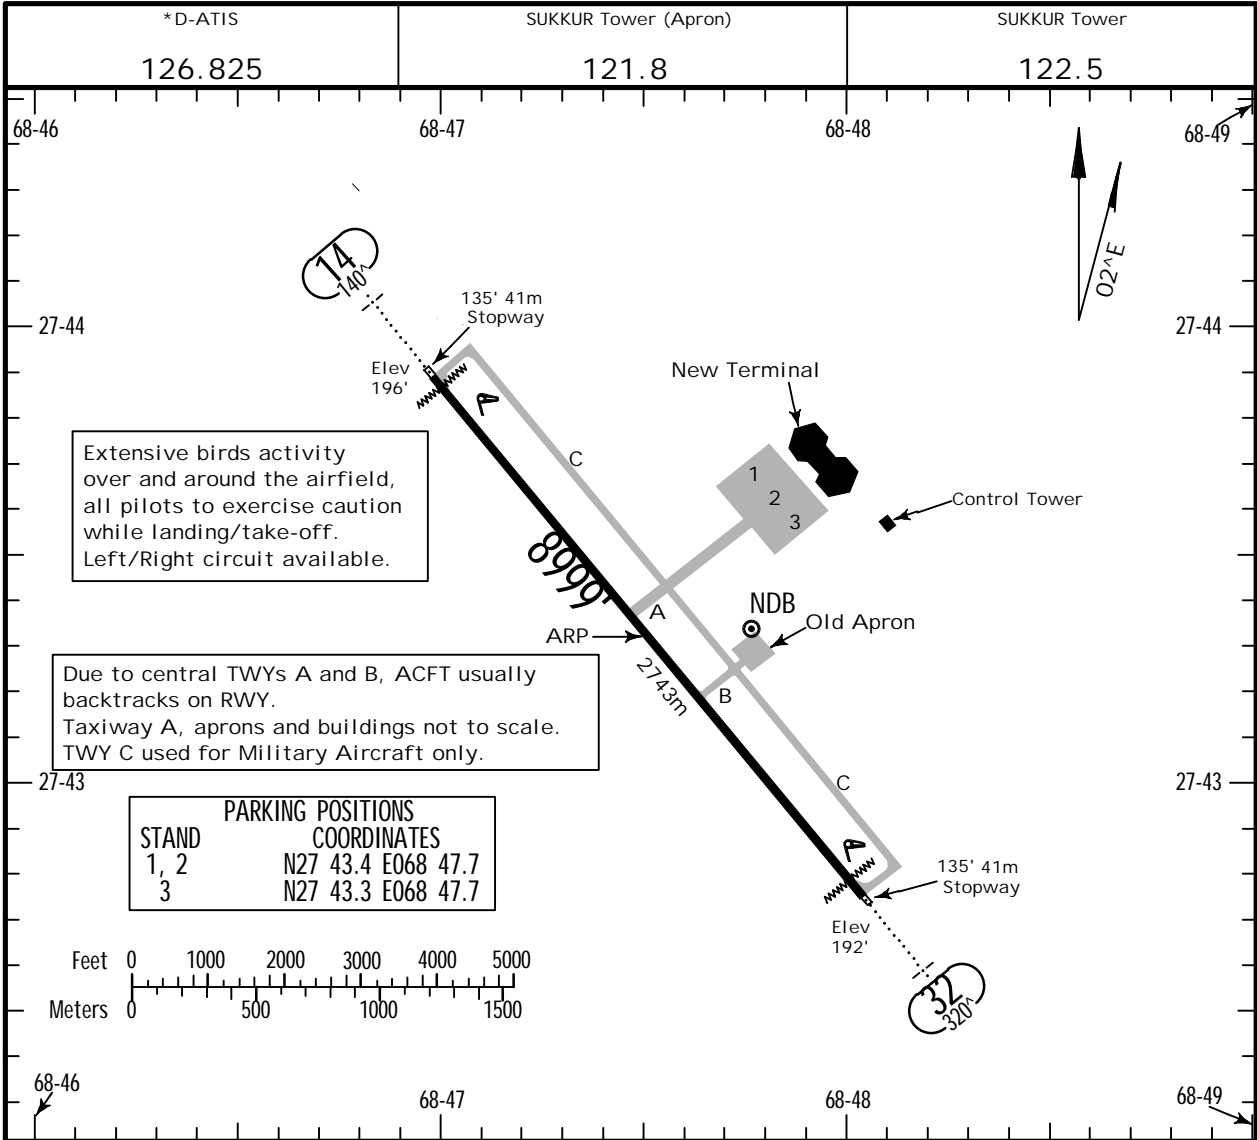 *D-ATIS
126.825
SUKKUR Tower (Apron)
121.8
SUKKUR Tower
122.5
68-46
68-47
68-48
68-49
02^E
14
140^
135' 41m
Stopway
27-44
27-44
Elev
196'
New Terminal
A
C
Extensive birds activity
over and around the airfield,
all pilots to exercise caution
while landing/take-off.
Left/Right circuit available.
1
2
3
Control Tower
8999'
A
NDB
Old Apron
ARP
2743m
B
Due to central TWYs A and B, ACFT usually
backtracks on RWY.
Taxiway A, aprons and buildings not to scale.
TWY C used for Military Aircraft only.
27-43
27-43
C
PARKING POSITIONS
STAND COORDINATES
1, 2 N27 43.4 E068 47.7
3 N27 43.3 E068 47.7
A
135' 41m
Stopway
Elev
192'
Feet 0 1000 2000 3000 4000 5000
Meters 0 500 1000 1500
32
320^
68-46
68-47
68-48
68-49